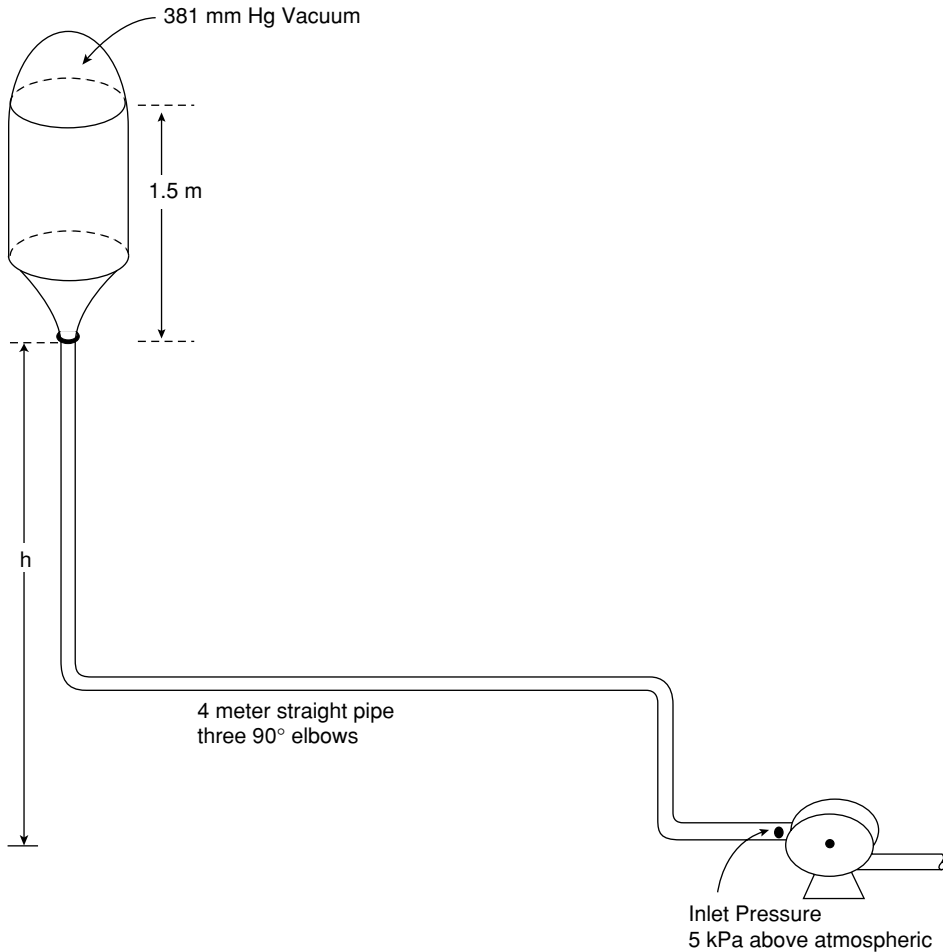 381 mm Hg Vacuum
1.5 m
h
4 meter straight pipe
three 90° elbows
Inlet Pressure
5 kPa above atmospheric